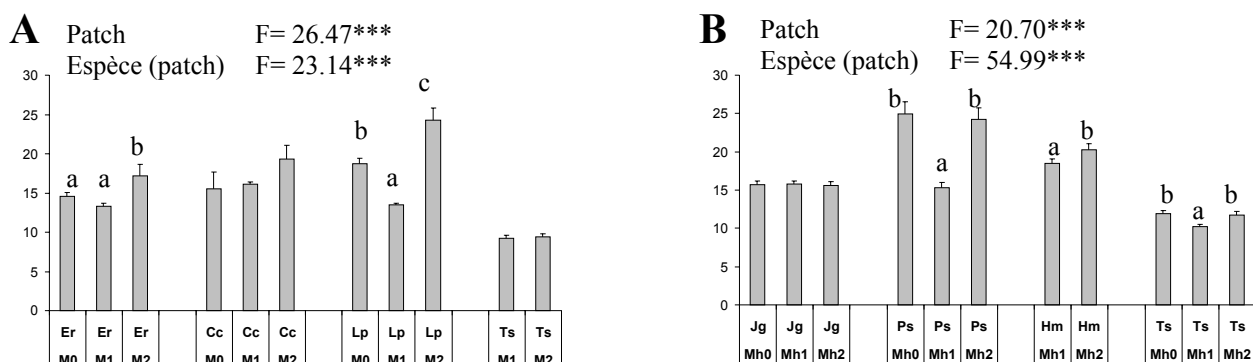 A Patch F= 26.47***
Espèce (patch) F= 23.14***
30
25
20
15
10
5
0
a a b b a c
Er Er Er Cc Cc Cc Lp Lp Lp Ts Ts
M0 M1 M2 M0 M1 M2 M0 M1 M2 M1 M2
B Patch F= 20.70***
Espèce (patch) F= 54.99***
30
25
20
15
10
5
0
b a b a b b a b
Jg Jg Jg Ps Ps Ps Hm Hm Ts Ts Ts
Mh0 Mh1 Mh2 Mh0 Mh1 Mh2 Mh1 Mh2 Mh0 Mh1 Mh2